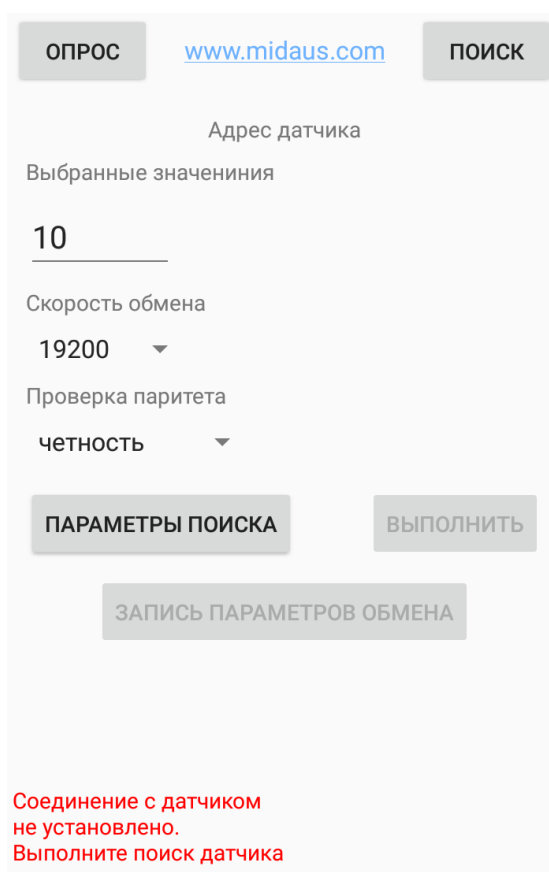 ОПРОС www.midaus.com ПОИСК
Адрес датчика
Выбранные значениния
10
Скорость обмена
19200
Проверка паритета
четность
ПАРАМЕТРЫ ПОИСКА ВЫПОЛНИТЬ
ЗАПИСЬ ПАРАМЕТРОВ ОБМЕНА
Соединение с датчиком
не установлено.
Выполните поиск датчика